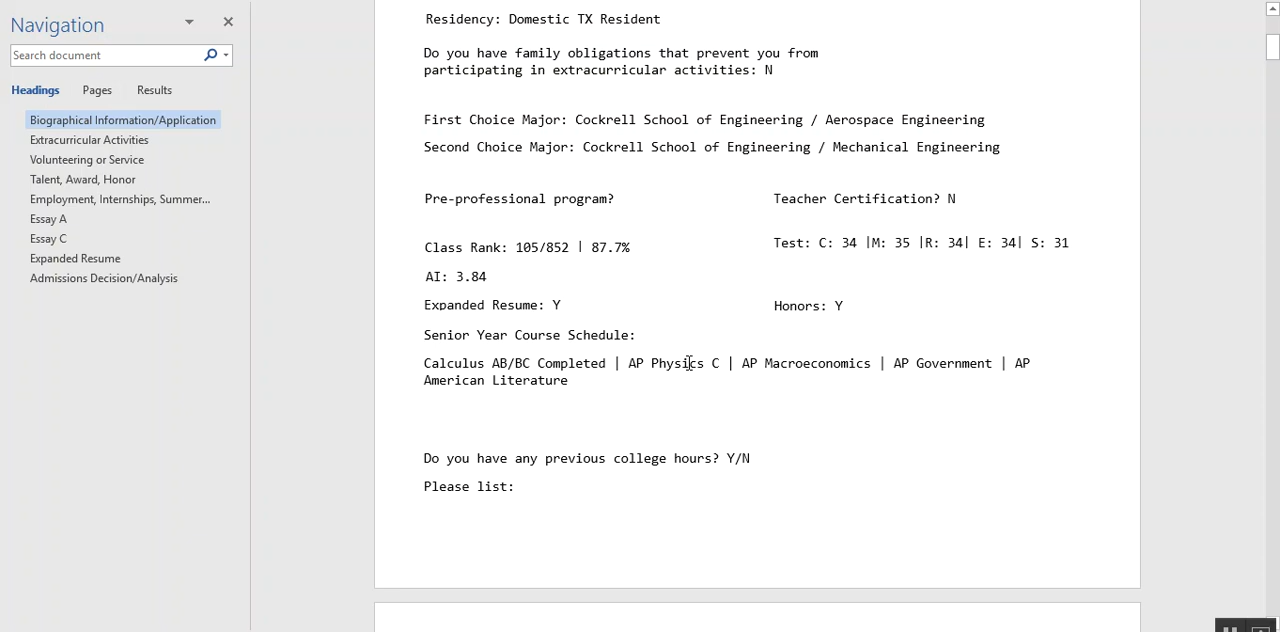 Navigation
Search document
Headings Pages Results
Biographical Information/Application
Extracurricular Activities
Volunteering or Service
Talent, Award, Honor
Employment, Internships, Summer...
Essay A
Essay C
Expanded Resume
Admissions Decision/Analysis
Residency: Domestic TX Resident
Do you have family obligations that prevent you from
participating in extracurricular activities: N
First Choice Major: Cockrell School of Engineering / Aerospace Engineering
Second Choice Major: Cockrell School of Engineering / Mechanical Engineering
Pre-professional program? Teacher Certification? N
Class Rank: 105/852 | 87.7% Test: C: 34 |M: 35 |R: 34| E: 34| S: 31
AI: 3.84
Expanded Resume: Y Honors: Y
Senior Year Course Schedule:
Calculus AB/BC Completed | AP Physics C | AP Macroeconomics | AP Government | AP
American Literature
Do you have any previous college hours? Y/N
Please list: